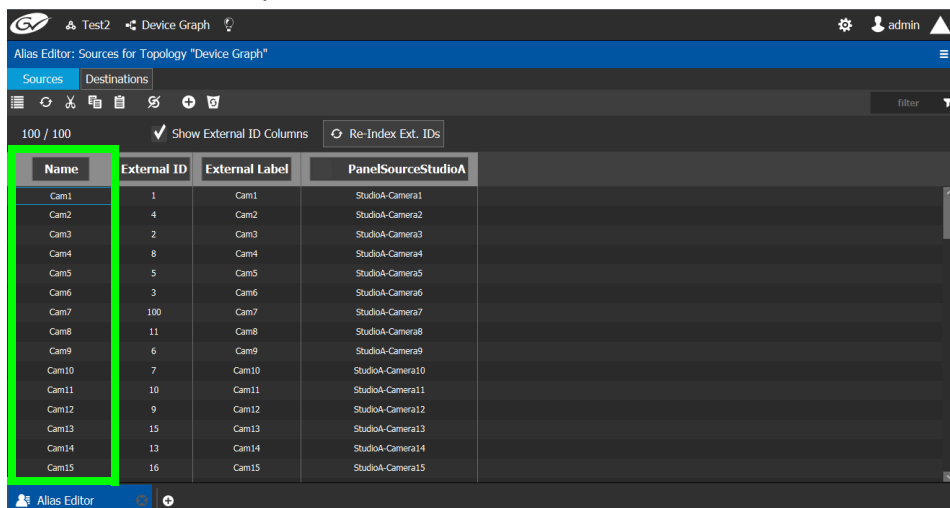 GV Test2 Device Graph admin
Alias Editor: Sources for Topology "Device Graph"
Sources Destinations
filter
100 / 100 Show External ID Columns Re-Index Ext. IDs
Name External ID External Label PanelSourceStudioA
Cam1 1 Cam1 StudioA-Camera1
Cam2 4 Cam2 StudioA-Camera2
Cam3 2 Cam3 StudioA-Camera3
Cam4 8 Cam4 StudioA-Camera4
Cam5 5 Cam5 StudioA-Camera5
Cam6 3 Cam6 StudioA-Camera6
Cam7 100 Cam7 StudioA-Camera7
Cam8 11 Cam8 StudioA-Camera8
Cam9 6 Cam9 StudioA-Camera9
Cam10 7 Cam10 StudioA-Camera10
Cam11 10 Cam11 StudioA-Camera11
Cam12 9 Cam12 StudioA-Camera12
Cam13 15 Cam13 StudioA-Camera13
Cam14 13 Cam14 StudioA-Camera14
Cam15 16 Cam15 StudioA-Camera15
Alias Editor